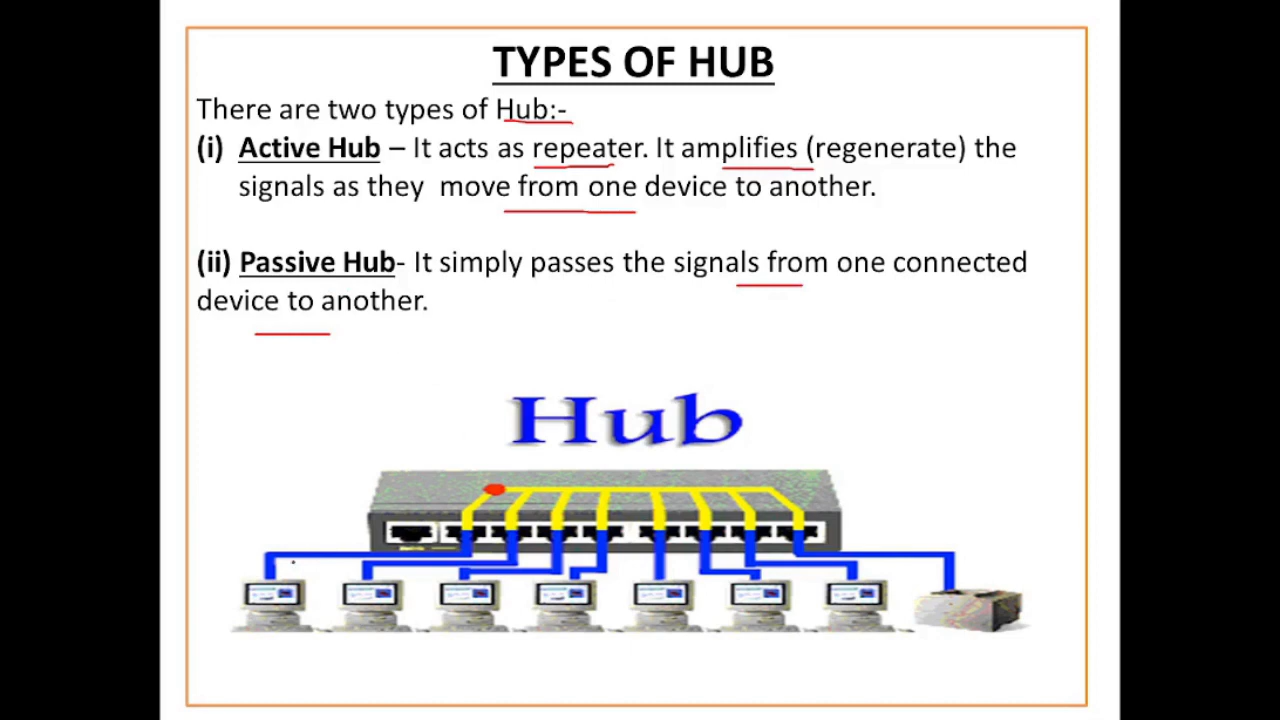 TYPES OF HUB
There are two types of Hub:-
(i) Active Hub – It acts as repeater. It amplifies (regenerate) the
signals as they move from one device to another.
(ii) Passive Hub- It simply passes the signals from one connected
device to another.
Hub